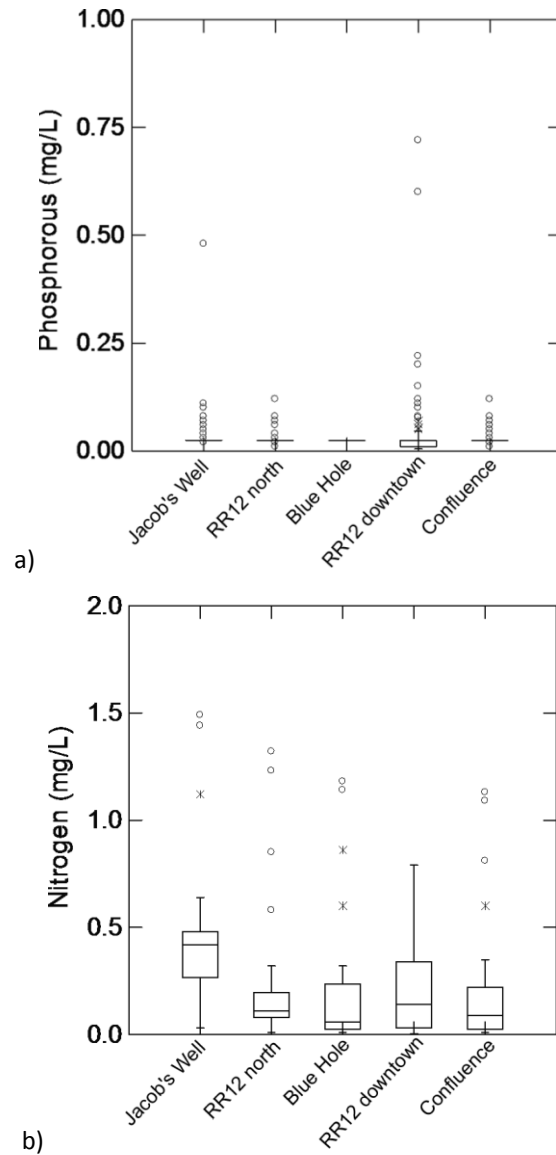 1.00
0.75
0.50
0.25
0.00
Phosphorous (mg/L)
Jacob's Well
RR12 north
Blue Hole
RR12 downtown
Confluence
a)
2.0
1.5
1.0
0.5
0.0
Nitrogen (mg/L)
Jacob's Well
RR12 north
Blue Hole
RR12 downtown
Confluence
b)